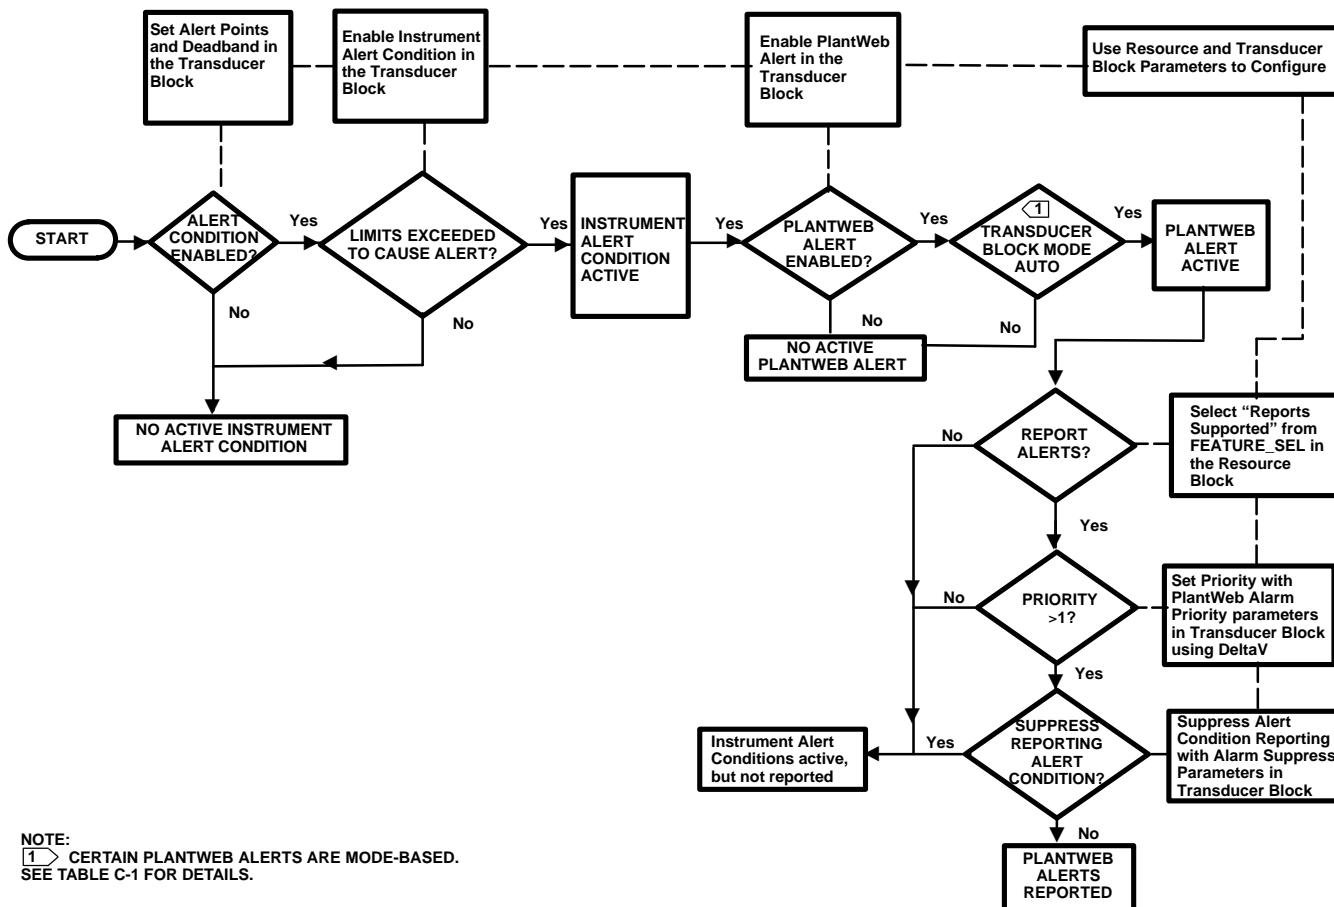 Set Alert Points
and Deadband in
the Transducer
Block
Enable Instrument
Alert Condition in
the Transducer
Block
Enable PlantWeb
Alert in the
Transducer
Block
Use Resource and Transducer
Block Parameters to Configure
START
ALERT
CONDITION
ENABLED?
Yes
No
LIMITS EXCEEDED
TO CAUSE ALERT?
Yes
No
INSTRUMENT
ALERT
CONDITION
ACTIVE
Yes
PLANTWEB
ALERT
ENABLED?
Yes
No
1
TRANSDUCER
BLOCK MODE
AUTO
Yes
No
PLANTWEB
ALERT
ACTIVE
NO ACTIVE
PLANTWEB ALERT
NO ACTIVE INSTRUMENT
ALERT CONDITION
REPORT
ALERTS?
No
Yes
Select “Reports
Supported” from
FEATURE_SEL in
the Resource
Block
PRIORITY
>1?
No
Yes
Set Priority with
PlantWeb Alarm
Priority parameters
in Transducer Block
using DeltaV
SUPPRESS
REPORTING
ALERT
CONDITION?
Yes
No
Suppress Alert
Condition Reporting
with Alarm Suppress
Parameters in
Transducer Block
Instrument Alert
Conditions active,
but not reported
PLANTWEB
ALERTS
REPORTED
NOTE:
1 CERTAIN PLANTWEB ALERTS ARE MODE-BASED.
SEE TABLE C-1 FOR DETAILS.